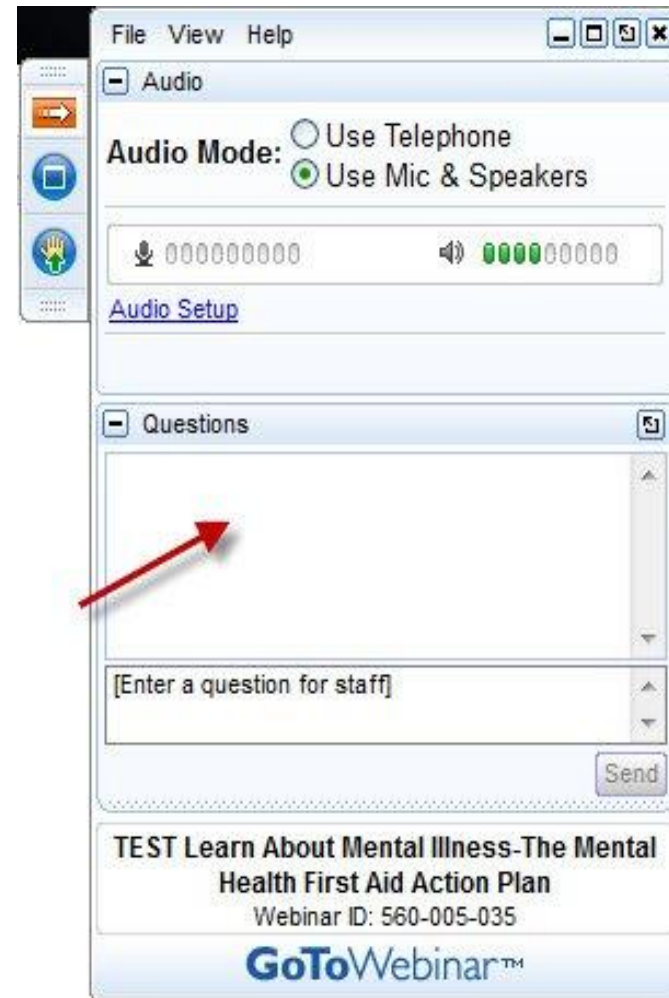 File View Help
Audio
Audio Mode:
Use Telephone
Use Mic & Speakers
Audio Setup
Questions
[Enter a question for staff]
Send
TEST Learn About Mental Illness-The Mental
Health First Aid Action Plan
Webinar ID: 560-005-035
GoToWebinar™